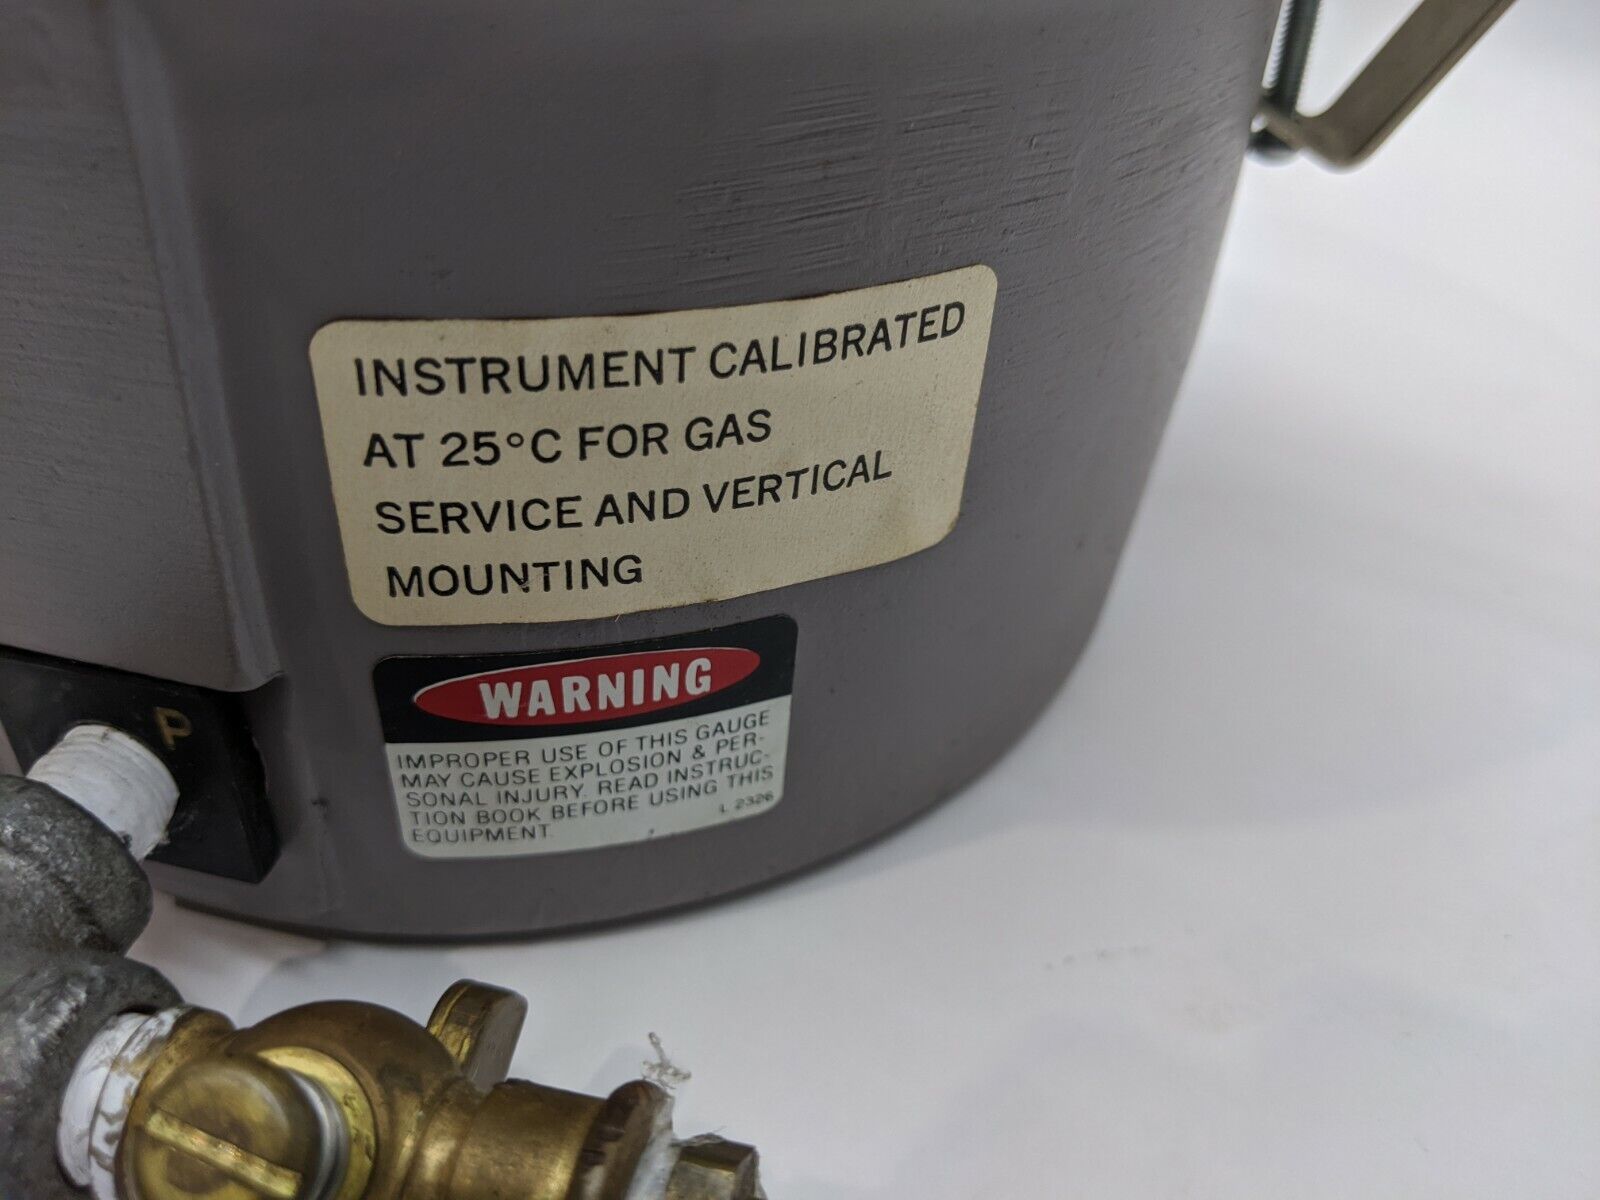 INSTRUMENT CALIBRATED
AT 25°C FOR GAS
SERVICE AND VERTICAL
MOUNTING
WARNING
IMPROPER USE OF THIS GAUGE
MAY CAUSE EXPLOSION & PER-
SONAL INJURY. READ INSTRUC-
TION BOOK BEFORE USING THIS
EQUIPMENT.
L 2326
P